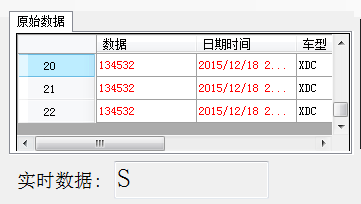 原始数据
数据 日期时间 车型
20 134532 2015/12/18 2... XDC
21 134532 2015/12/18 2... XDC
22 134532 2015/12/18 2... XDC
实时数据: S